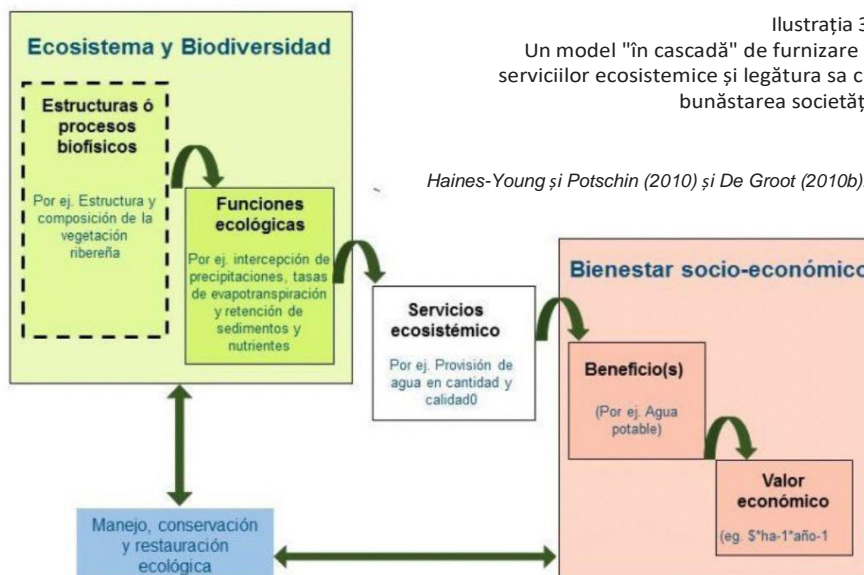 Ilustrația 3
Un model "în cascadă" de furnizare
serviciilor ecosistemice și legătura sa c
bunăstarea societăț
Haines-Young și Potschin (2010) și De Groot (2010b)
Ecosistema y Biodiversidad
Estructuras ó
procesos
biofísicos
Por ej. Estructura y
composición de la
vegetación
ribereña
Funciones
ecológicas
Por ej. intercepción de
precipitaciones, tasas
de evapotranspiración
y retención de
sedimentos y
nutrientes
Servicios
ecosistémico
Por ej. Provisión de
agua en cantidad y
calidad0
Bienestar socio-económico
Beneficio(s)
(Por ej. Agua
potable)
Valor
económico
(eg. $*ha-1*año-1
Manejo, conservación
y restauración
ecológica